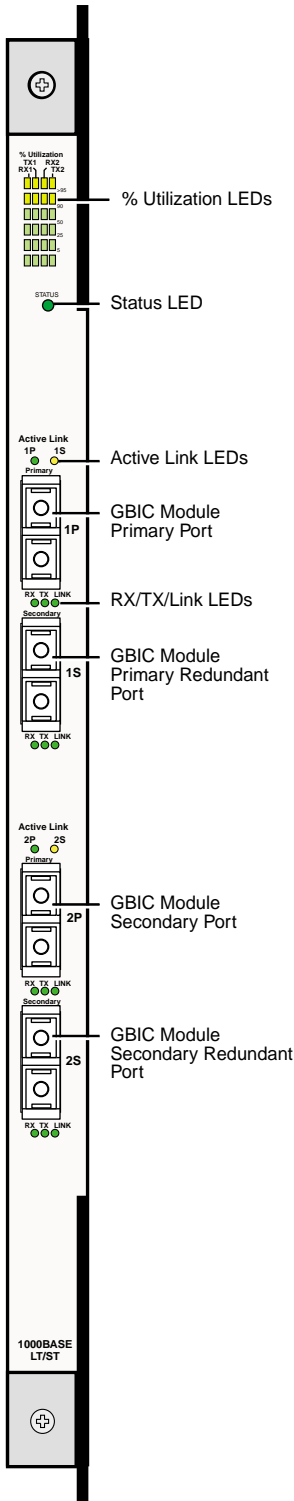 % Utilization
TX1 RX2
RX1 TX2
>95
90
50
25
5
% Utilization LEDs
STATUS
Status LED
Active Link
1P 1S
Active Link LEDs
Primary
1P
GBIC Module
Primary Port
RX TX LINK
RX/TX/Link LEDs
Secondary
1S
GBIC Module
Primary Redundant
Port
RX TX LINK
Active Link
2P 2S
Primary
2P
GBIC Module
Secondary Port
RX TX LINK
Secondary
2S
GBIC Module
Secondary Redundant
Port
RX TX LINK
1000BASE
LT/ST